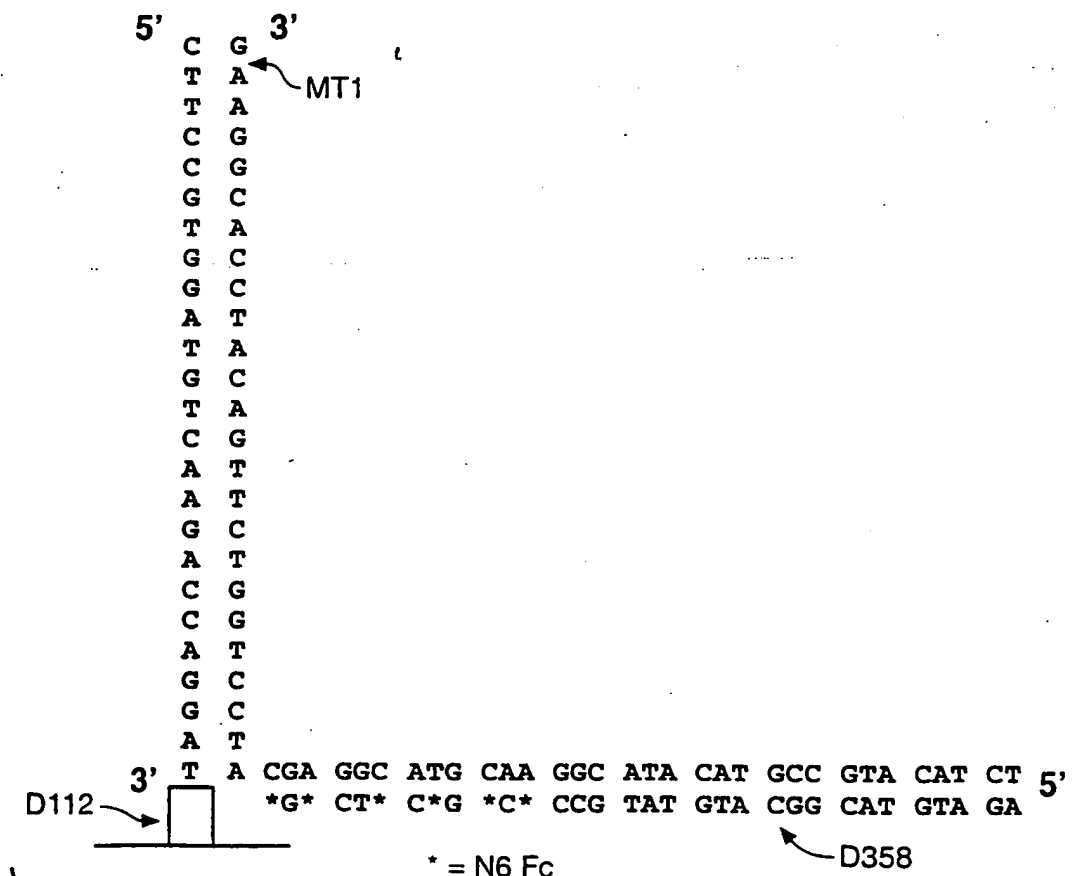 5' 3'
C G
T A
MT1
T A
C G
C G
G C
T A
G C
G C
A T
T A
G C
T A
C G
A T
A T
G C
A T
C G
C G
A T
G C
G C
A T
3' T A CGA GGC ATG CAA GGC ATA CAT GCC GTA CAT CT 5'
D112 *G* CT* C*G *C* CCG TAT GTA CGG CAT GTA GA
* = N6 Fc
D358